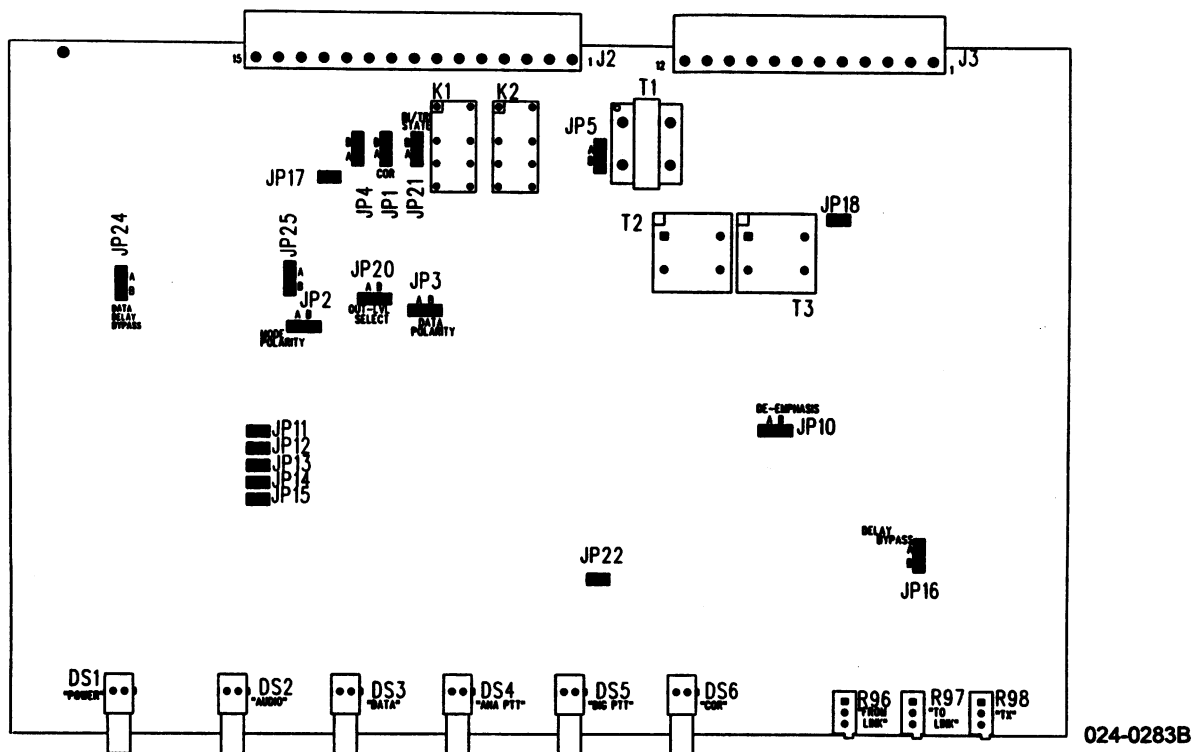 15 1 J2
12 1 J3
K1 K2 T1
BI/TRI
STATE
JP5
A
B
B B B
A A A
COR
JP17
JP4 JP1 JP21
JP18
T2
T3
JP24
A
B
DATA
DELAY
BYPASS
JP25
A
B
JP2
A B
MODE
POLARITY
JP20
A B
OUT-LVL
SELECT
JP3
A B
DATA
POLARITY
DE-EMPHASIS
A B
JP10
JP11
JP12
JP13
JP14
JP15
DELAY
BYPASS
A
B
JP16
JP22
DS1
"POWER"
DS2
"AUDIO"
DS3
"DATA"
DS4
"ANA PTT"
DS5
"DIG PTT"
DS6
"COR"
R96
"FROM
LINK"
R97
"TO
LINK"
R98
"TX"
024-0283B